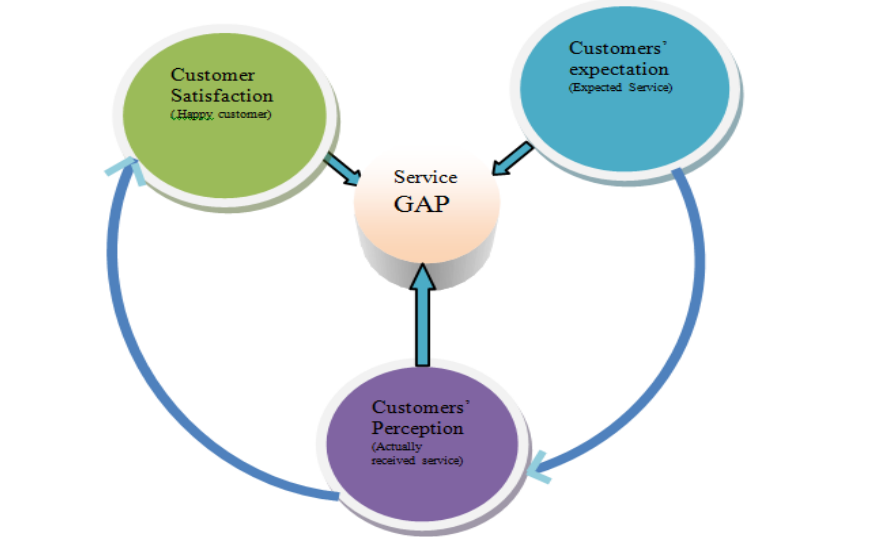 Customer
Satisfaction
(.Happy customer)
Customers'
expectation
(Expected Service)
Service
GAP
Customers'
Perception
(Actually
received service)